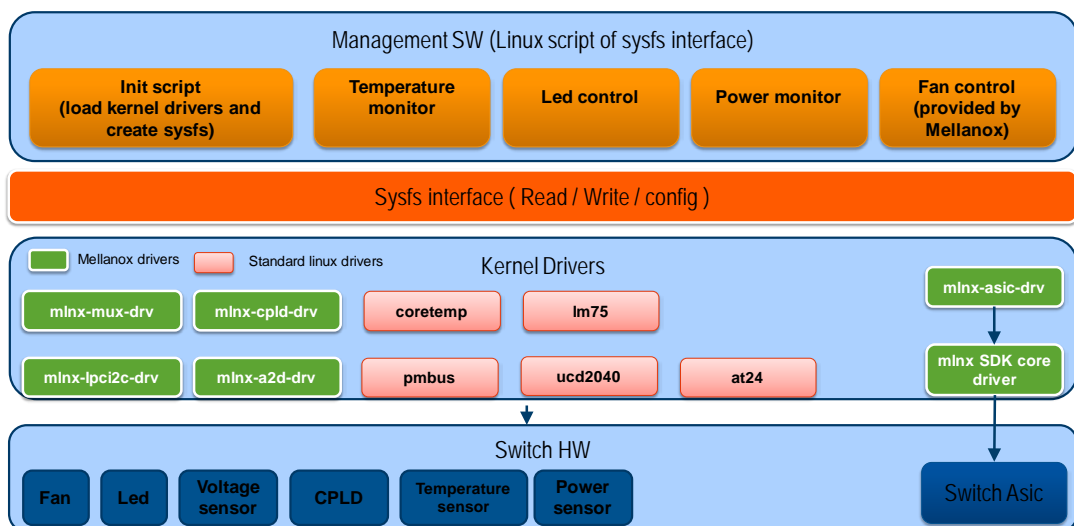 Management SW (Linux script of sysfs interface)
Init script
(load kernel drivers and
create sysfs)
Temperature
monitor
Led control
Power monitor
Fan control
(provided by
Mellanox)
Sysfs interface ( Read / Write / config )
Mellanox drivers
Standard linux drivers
Kernel Drivers
mlnx-mux-drv
mlnx-cpld-drv
coretemp
lm75
mlnx-asic-drv
mlnx-lpci2c-drv
mlnx-a2d-drv
pmbus
ucd2040
at24
mlnx SDK core
driver
Switch HW
Fan
Led
Voltage
sensor
CPLD
Temperature
sensor
Power
sensor
Switch Asic